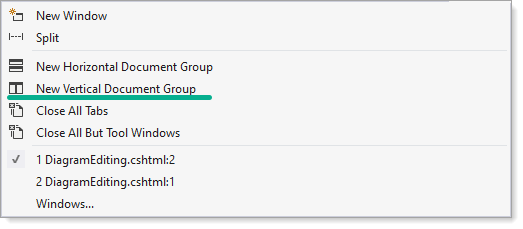 New Window
Split
New Horizontal Document Group
New Vertical Document Group
Close All Tabs
Close All But Tool Windows
1 DiagramEditing.cshtml:2
2 DiagramEditing.cshtml:1
Windows...